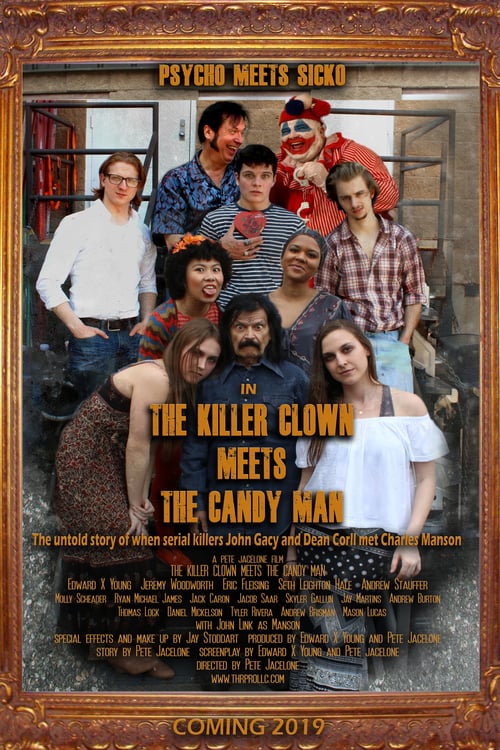 PSYCHO MEETS SICKO
IN
THE KILLER CLOWN
MEETS
THE CANDY MAN
The untold story of when serial killers John Gacy and Dean Corll met Charles Manson
A PETE JACELONE FILM
THE KILLER CLOWN MEETS THE CANDY MAN
EDWARD X YOUNG JEREMY WOODWORTH ERIC FLEISING SETH LEIGHTON HALE ANDREW STAUFFER
MOLLY SCHEADER RYAN MICHAEL JAMES JACK CARON JACOB SAAR SKYLER GALLUN JAY MARTINS ANDREW BURTON
THOMAS LOCK DANIEL MICKELSON TYLER RIVERA ANDREW BRISMAN MASON LUCAS
WITH JOHN LINK AS MANSON
SPECIAL EFFECTS AND MAKE UP BY JAY STODDART PRODUCED BY EDWARD X YOUNG AND PETE JACELONE
STORY BY PETE JACELONE SCREENPLAY BY EDWARD X YOUNG AND PETE JACELONE
DIRECTED BY PETE JACELONE
WWW.THRPROLLC.COM
COMING 2019